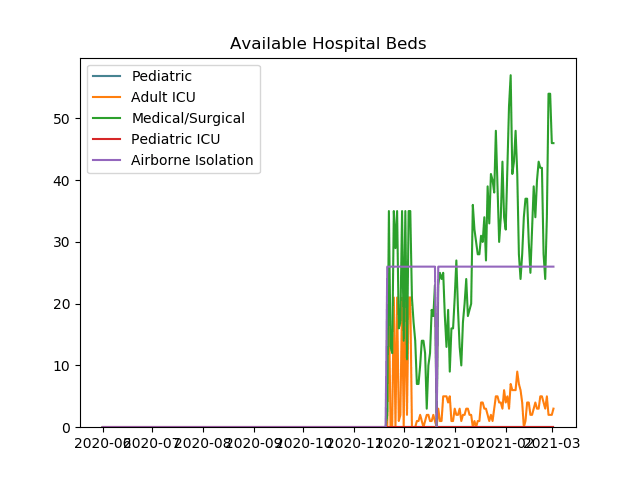 Available Hospital Beds
Pediatric
Adult ICU
Medical/Surgical
Pediatric ICU
Airborne Isolation
50
40
30
20
10
0
2020-06 2020-07 2020-08 2020-09 2020-10 2020-11 2020-12 2021-01 2021-02 2021-03